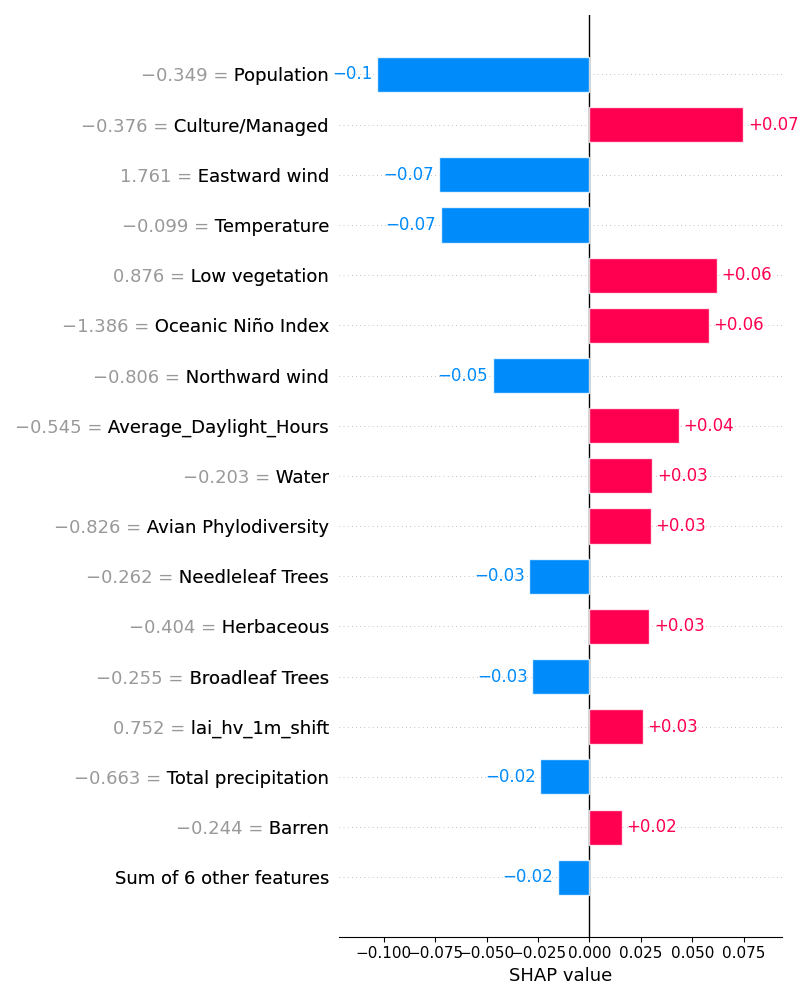 −0.349 = Population −0.1
−0.376 = Culture/Managed +0.07
1.761 = Eastward wind −0.07
−0.099 = Temperature −0.07
0.876 = Low vegetation +0.06
−1.386 = Oceanic Niño Index +0.06
−0.806 = Northward wind −0.05
−0.545 = Average_Daylight_Hours +0.04
−0.203 = Water +0.03
−0.826 = Avian Phylodiversity +0.03
−0.262 = Needleleaf Trees −0.03
−0.404 = Herbaceous +0.03
−0.255 = Broadleaf Trees −0.03
0.752 = lai_hv_1m_shift +0.03
−0.663 = Total precipitation −0.02
−0.244 = Barren +0.02
Sum of 6 other features −0.02
−0.100 −0.075 −0.050 −0.025 0.000 0.025 0.050 0.075
SHAP value